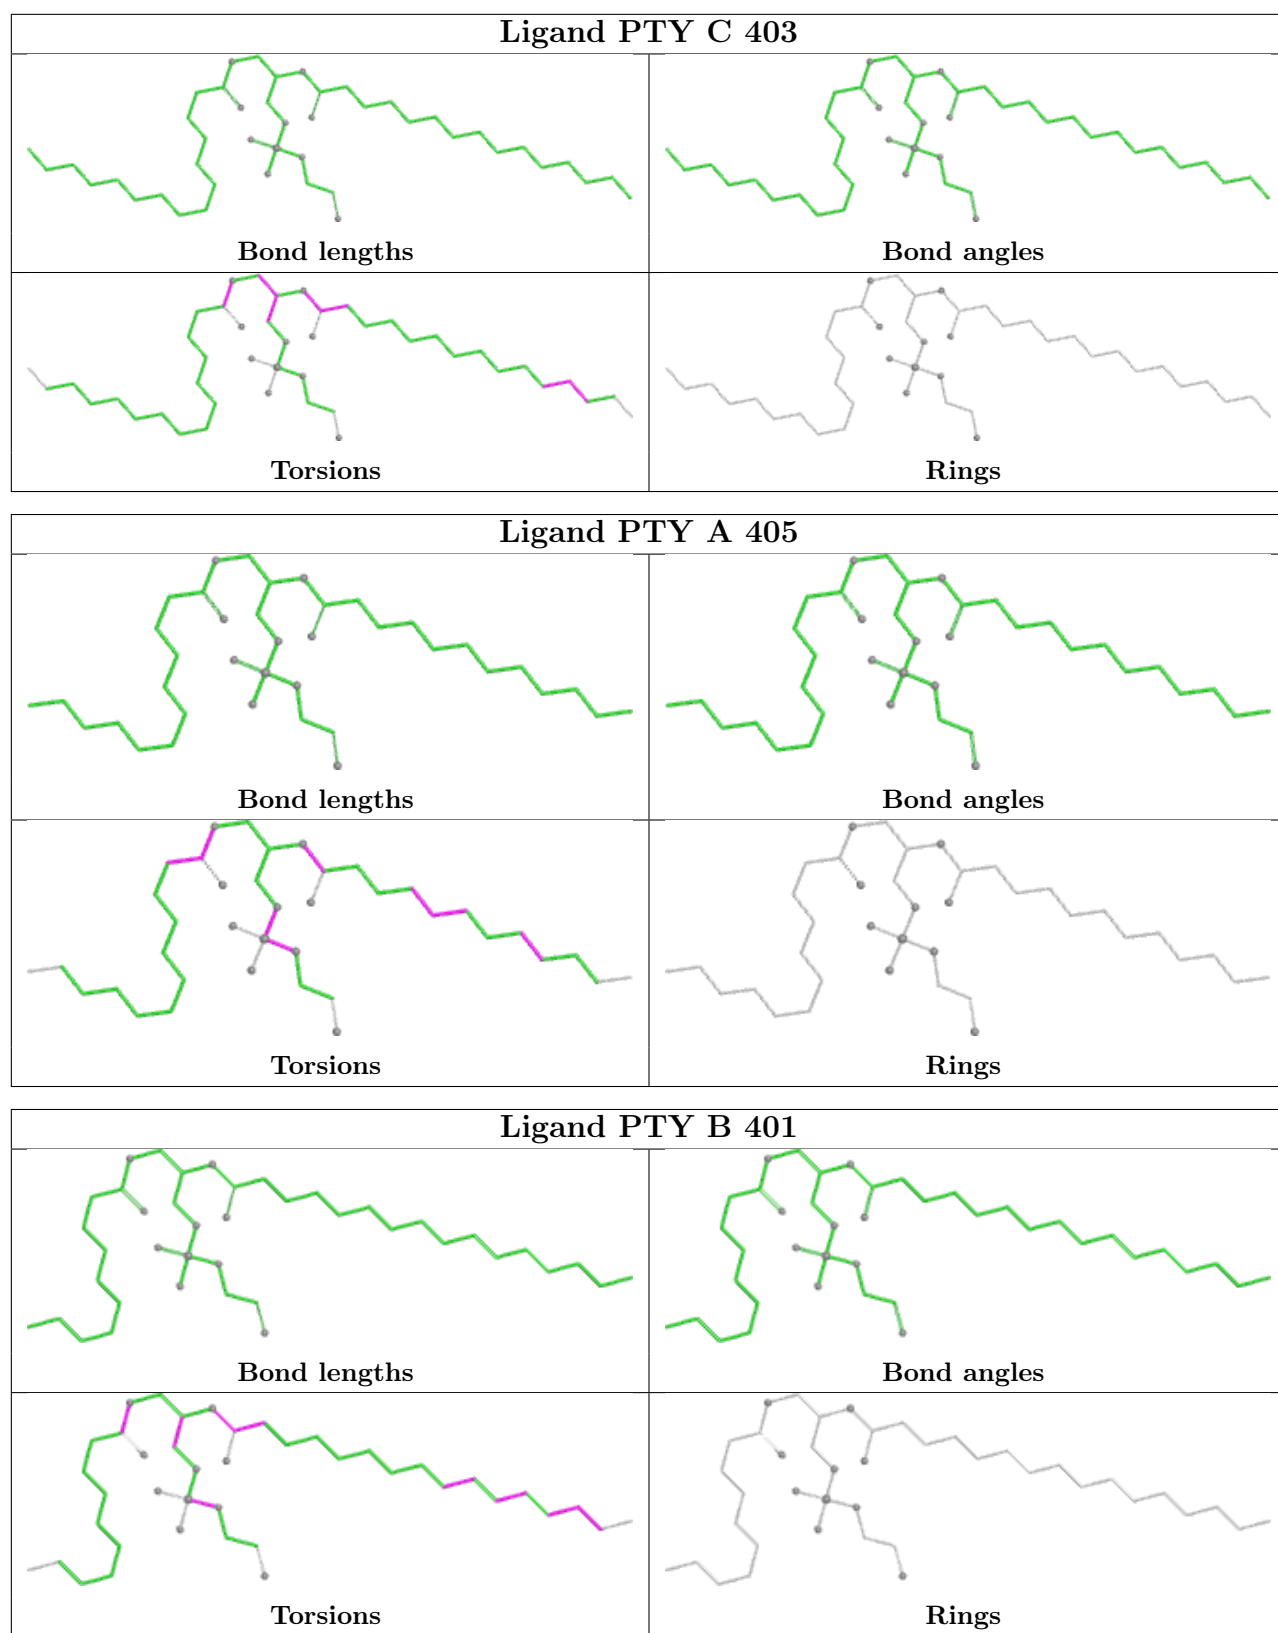 Ligand PTY C 403
Bond lengths
Bond angles
Torsions
Rings
Ligand PTY A 405
Bond lengths
Bond angles
Torsions
Rings
Ligand PTY B 401
Bond lengths
Bond angles
Torsions
Rings